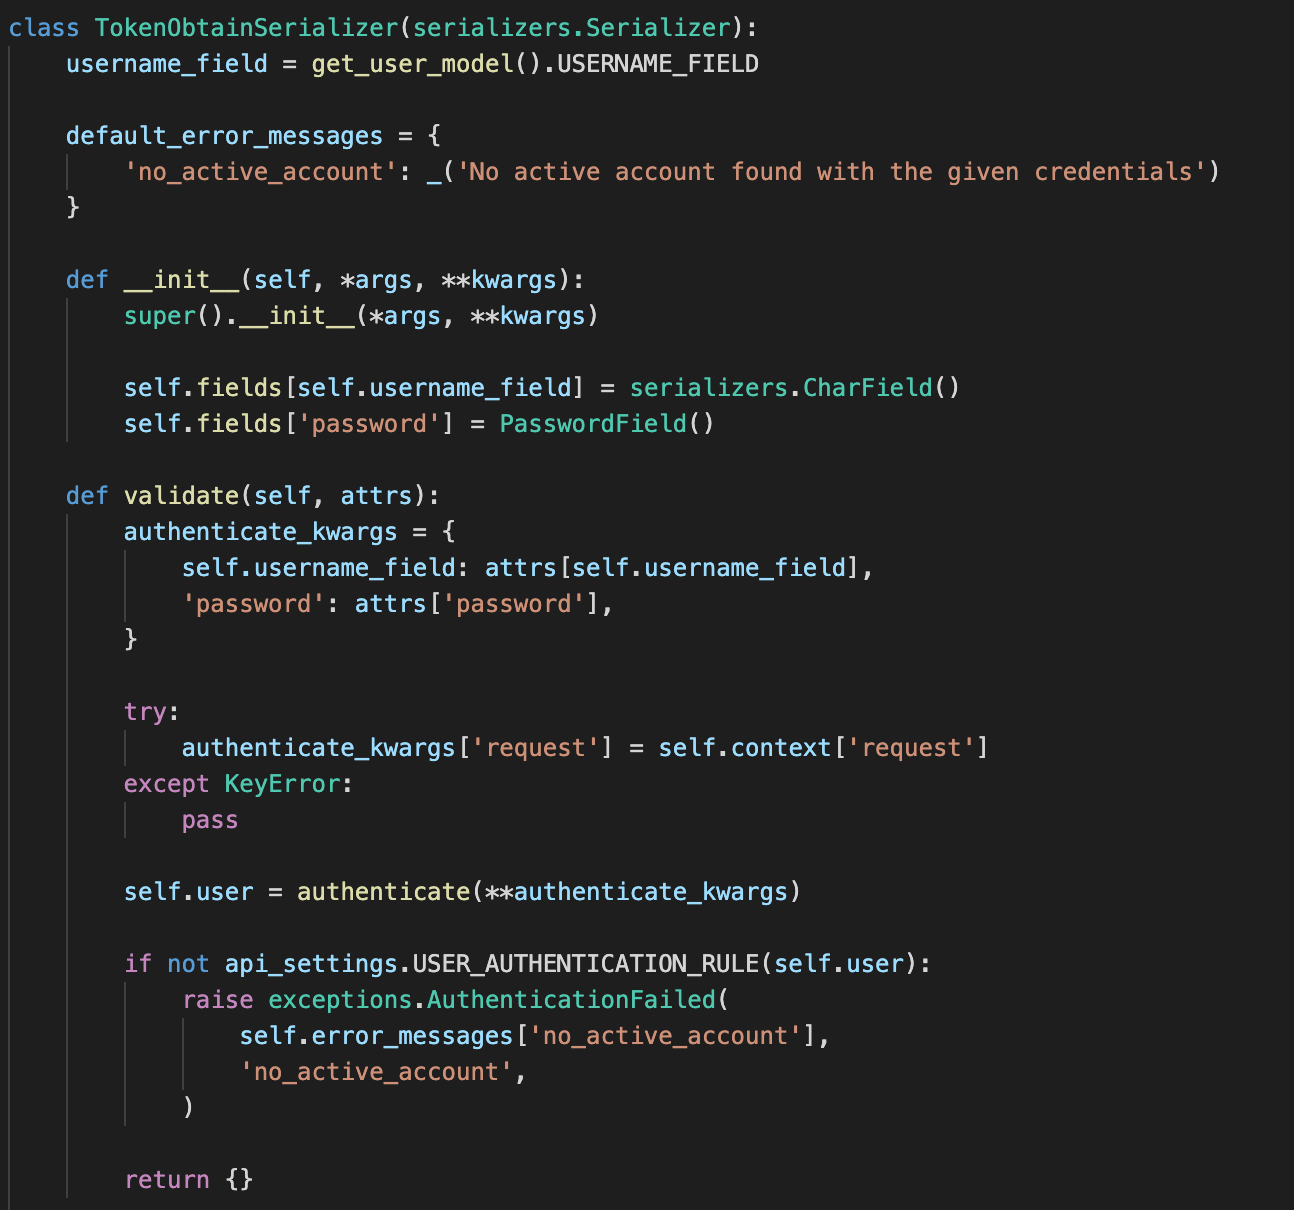 class TokenObtainSerializer(serializers.Serializer):
    username_field = get_user_model().USERNAME_FIELD

    default_error_messages = {
        'no_active_account': _('No active account found with the given credentials')
    }

    def __init__(self, *args, **kwargs):
        super().__init__(*args, **kwargs)

        self.fields[self.username_field] = serializers.CharField()
        self.fields['password'] = PasswordField()

    def validate(self, attrs):
        authenticate_kwargs = {
            self.username_field: attrs[self.username_field],
            'password': attrs['password'],
        }

        try:
            authenticate_kwargs['request'] = self.context['request']
        except KeyError:
            pass

        self.user = authenticate(**authenticate_kwargs)

        if not api_settings.USER_AUTHENTICATION_RULE(self.user):
            raise exceptions.AuthenticationFailed(
                self.error_messages['no_active_account'],
                'no_active_account',
            )

        return {}